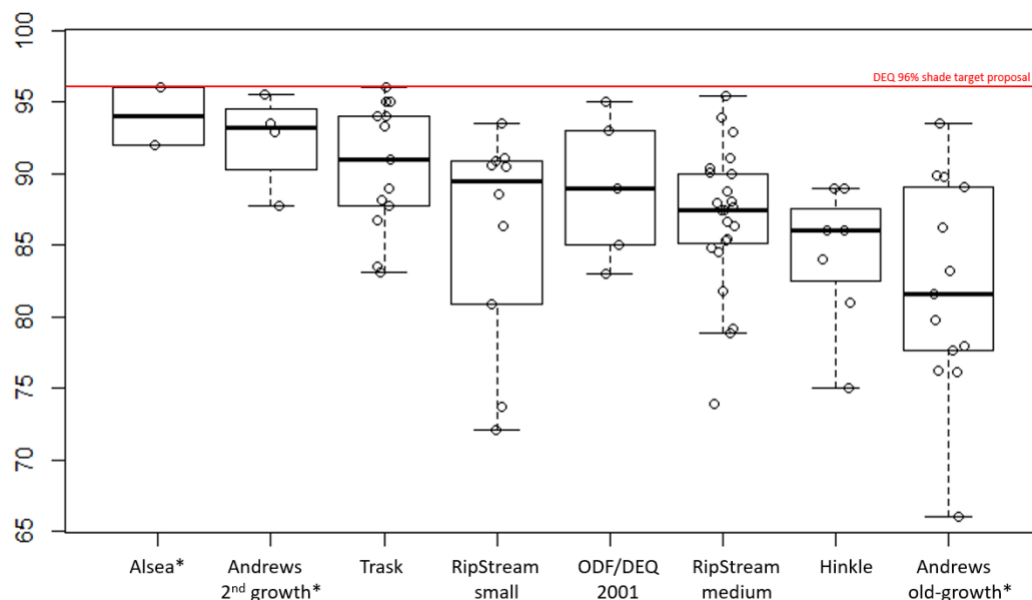 100
95
90
85
80
75
70
65
DEQ 96% shade target proposal
Alsea*
Andrews
2nd growth*
Trask
RipStream
small
ODF/DEQ
2001
RipStream
medium
Hinkle
Andrews
old-growth*